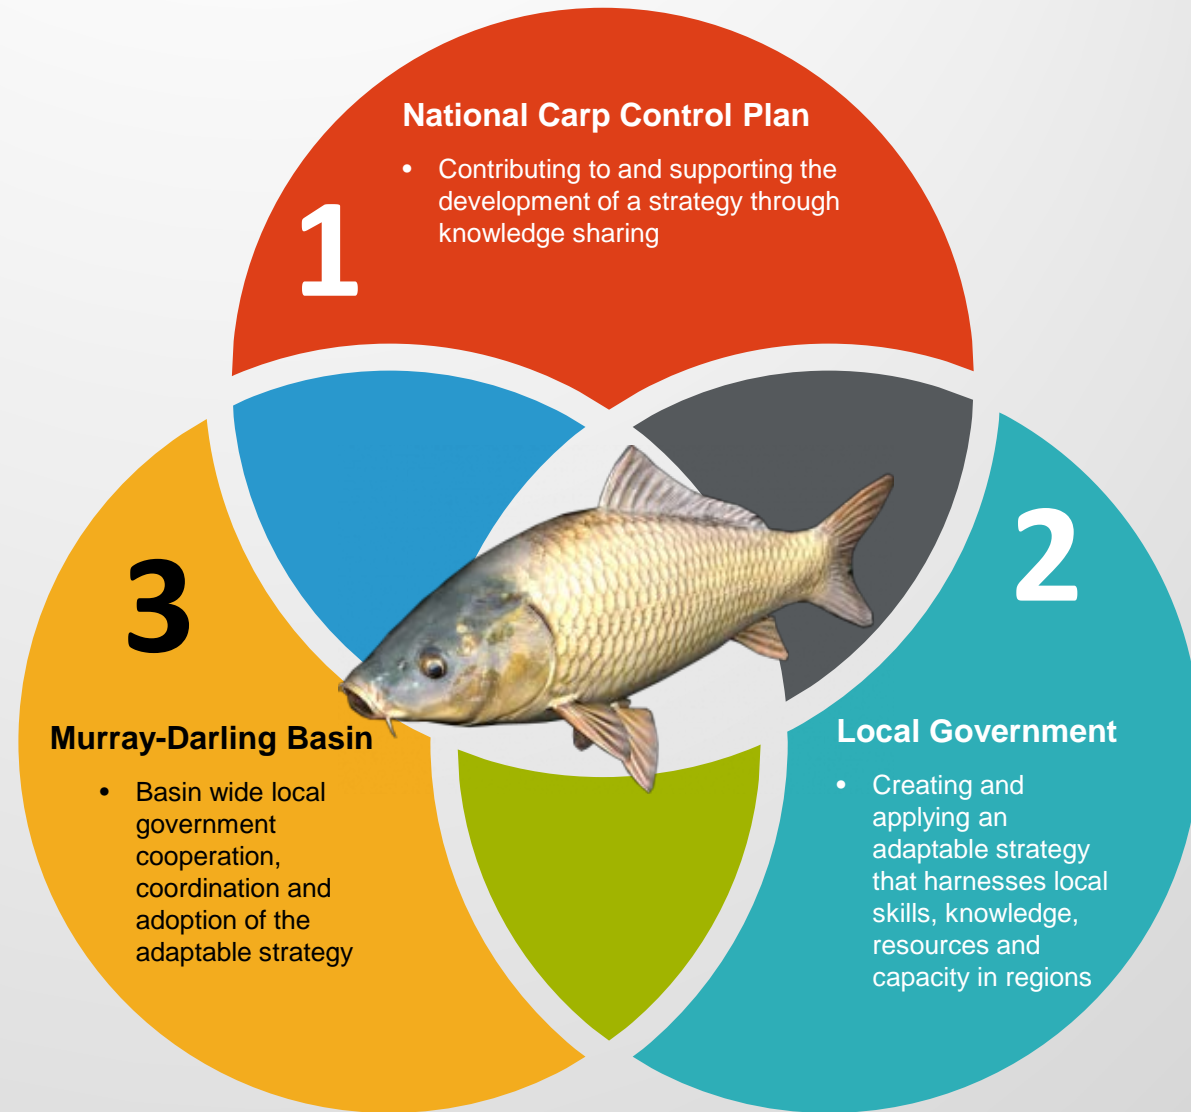 National Carp Control Plan
• Contributing to and supporting the
development of a strategy through
knowledge sharing
1
2
Local Government
• Creating and
applying an
adaptable strategy
that harnesses local
skills, knowledge,
resources and
capacity in regions
3
Murray-Darling Basin
• Basin wide local
government
cooperation,
coordination and
adoption of the
adaptable strategy